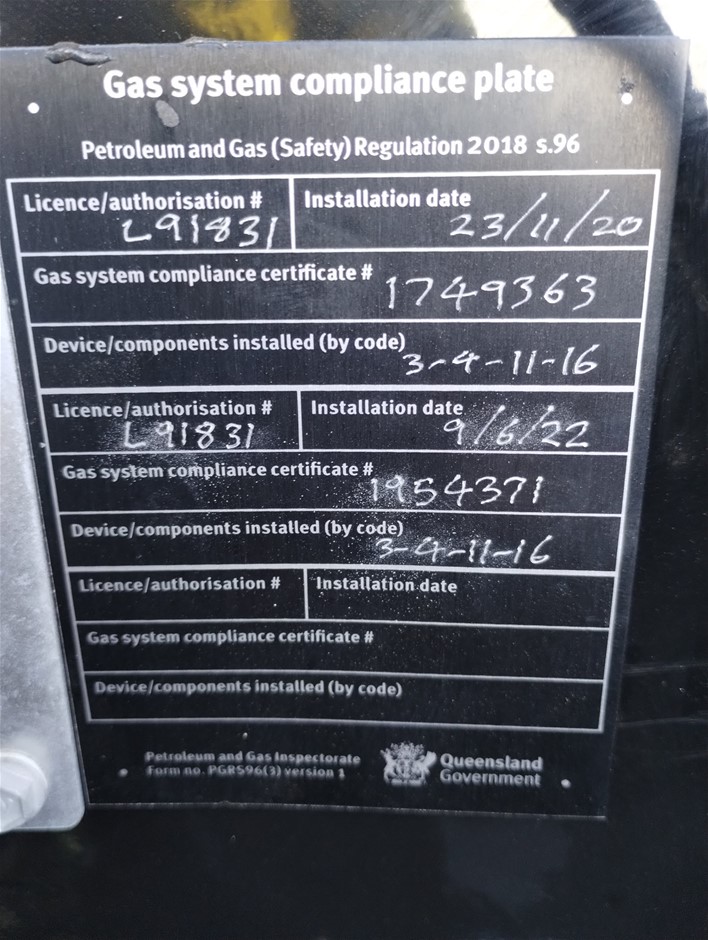 Gas system compliance plate
Petroleum and Gas (Safety) Regulation 2018 s.96
Licence/authorisation # Installation date
L91831 23/11/20
Gas system compliance certificate # 1749363
Device/components installed (by code) 3-4-11-16
Licence/authorisation # Installation date
L91831 9/6/22
Gas system compliance certificate # 1954371
Device/components installed (by code) 3-4-11-16
Licence/authorisation # Installation date
Gas system compliance certificate #
Device/components installed (by code)
Petroleum and Gas Inspectorate
Form no. PGRS96(3) version 1
Queensland
Government